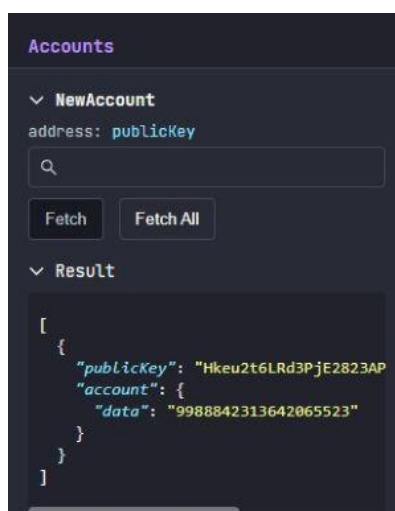 Accounts
NewAccount
address: publicKey
Fetch Fetch All
Result
[
{
"publicKey": "Hkeu2t6LRd3PjE2823AP
"account": {
"data": "9988842313642065523"
}
}
]